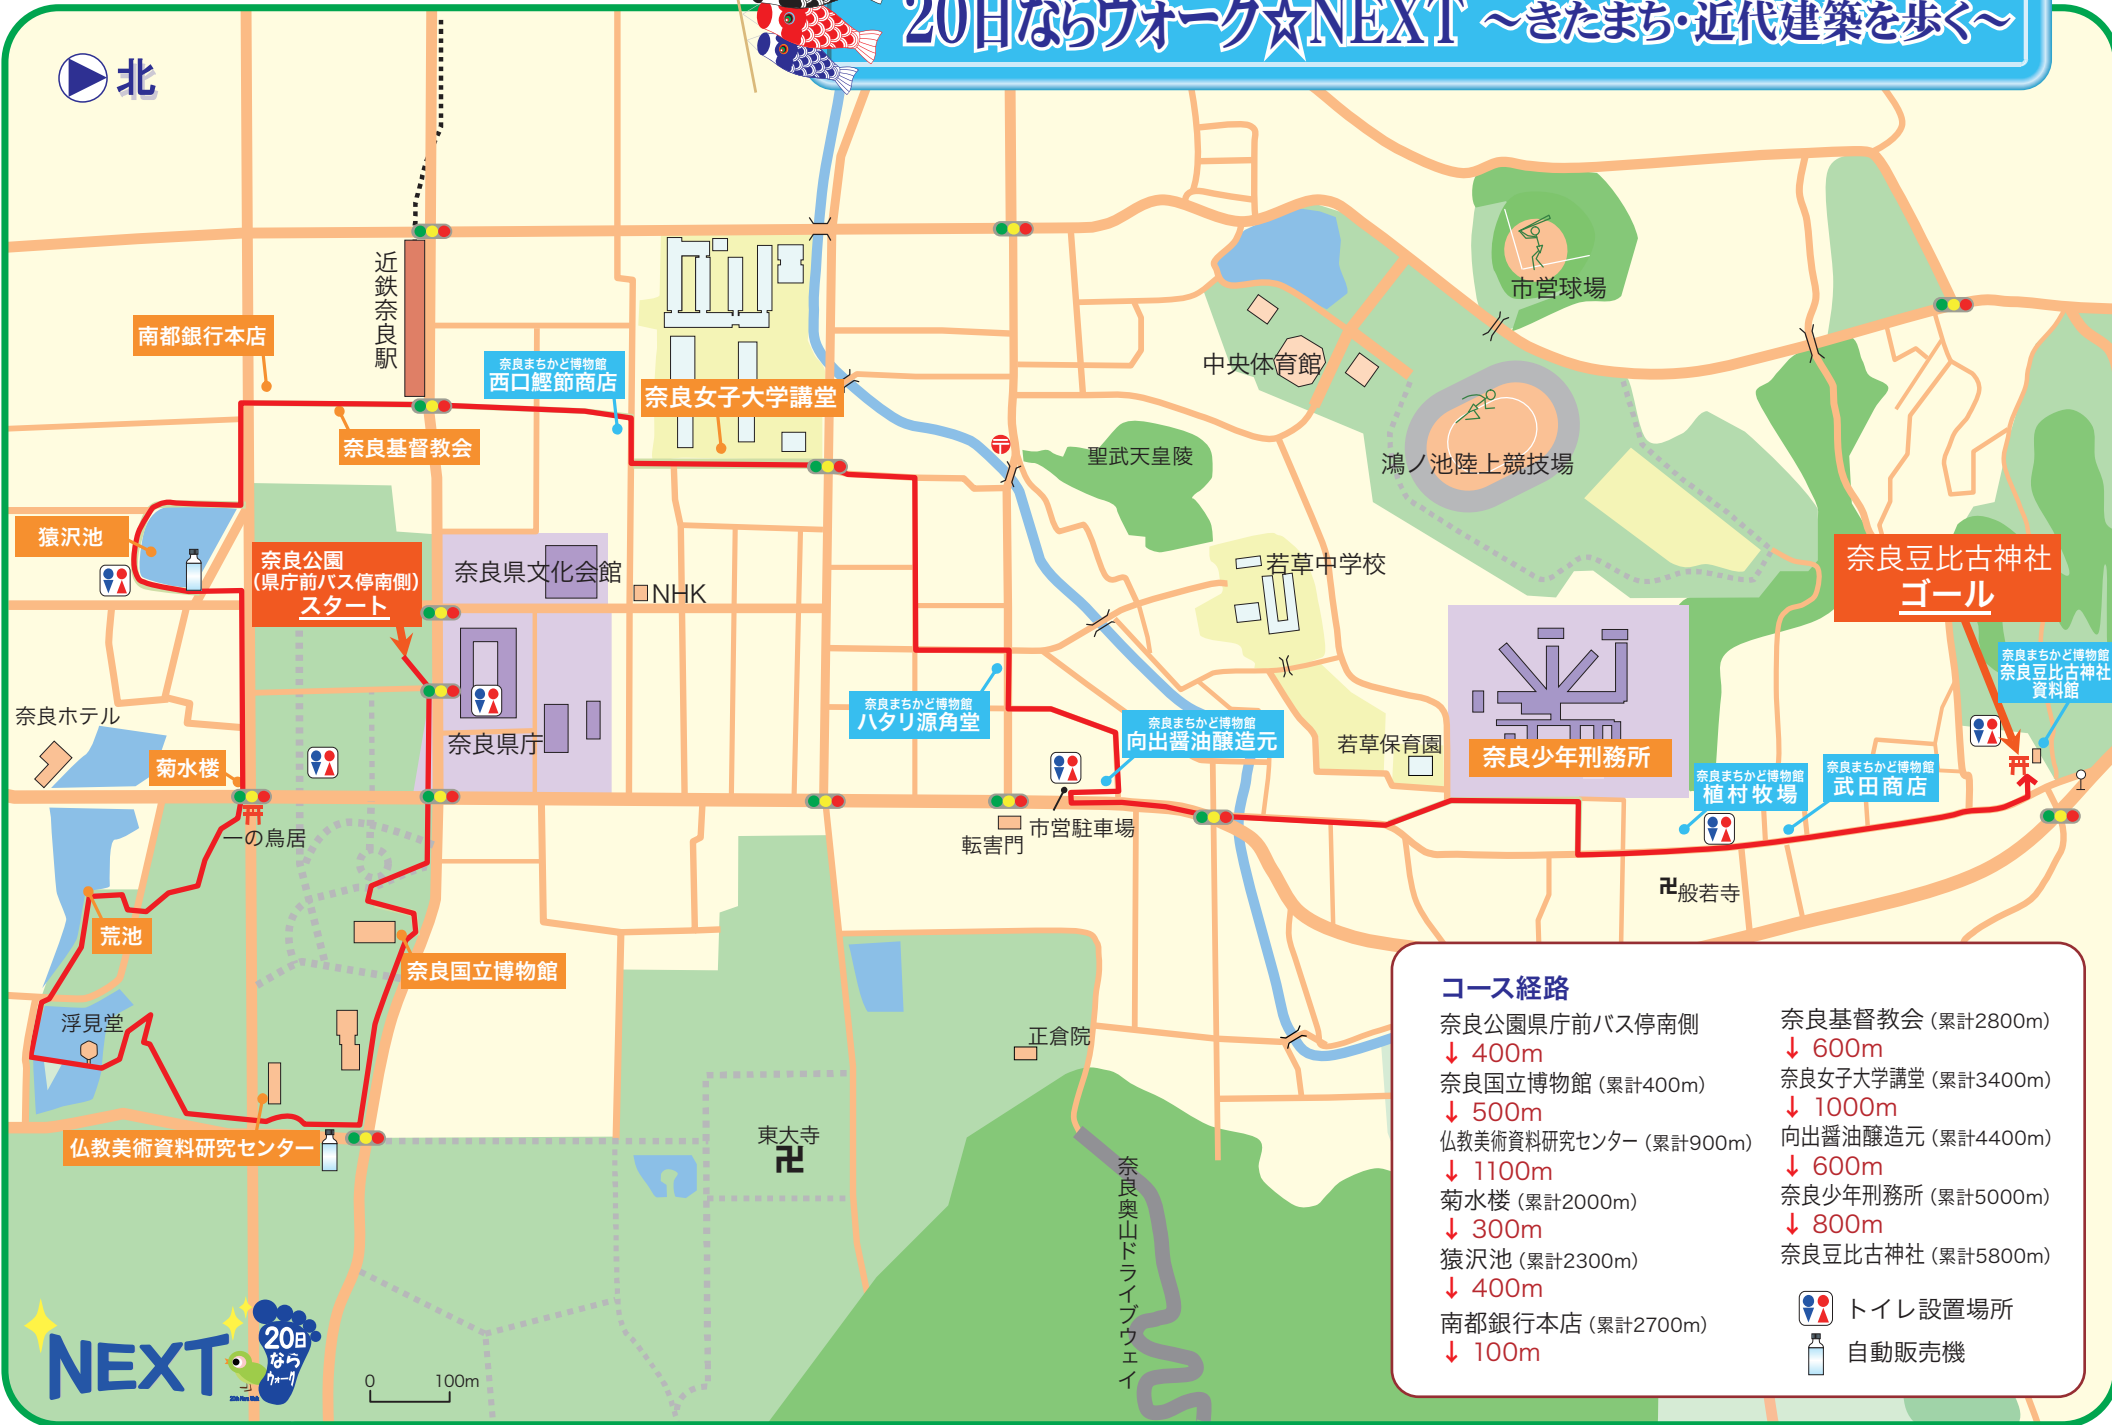 20日ならウォーク☆NEXT ～きたまち・近代建築を歩く～
北
近鉄奈良駅
南都銀行本店
奈良まちかど博物館
西口鰹節商店
奈良女子大学講堂
奈良基督教会
市営球場
中央体育館
聖武天皇陵
鴻ノ池陸上競技場
猿沢池
奈良公園
(県庁前バス停南側)
スタート
奈良県文化会館
NHK
若草中学校
奈良豆比古神社
ゴール
奈良まちかど博物館
奈良豆比古神社
資料館
奈良ホテル
菊水楼
奈良県庁
奈良まちかど博物館
ハタリ源角堂
奈良まちかど博物館
向出醤油醸造元
若草保育園
奈良少年刑務所
奈良まちかど博物館
植村牧場
奈良まちかど博物館
武田商店
一の鳥居
転害門
市営駐車場
卍般若寺
荒池
奈良国立博物館
浮見堂
正倉院
仏教美術資料研究センター
東大寺
卍
奈良奥山ドライブウェイ
コース経路
奈良公園県庁前バス停南側
↓ 400m
奈良国立博物館 (累計400m)
↓ 500m
仏教美術資料研究センター (累計900m)
↓ 1100m
菊水楼 (累計2000m)
↓ 300m
猿沢池 (累計2300m)
↓ 400m
南都銀行本店 (累計2700m)
↓ 100m
奈良基督教会 (累計2800m)
↓ 600m
奈良女子大学講堂 (累計3400m)
↓ 1000m
向出醤油醸造元 (累計4400m)
↓ 600m
奈良少年刑務所 (累計5000m)
↓ 800m
奈良豆比古神社 (累計5800m)
トイレ設置場所
自動販売機
NEXT
20日
なら
ウォーク
0 100m